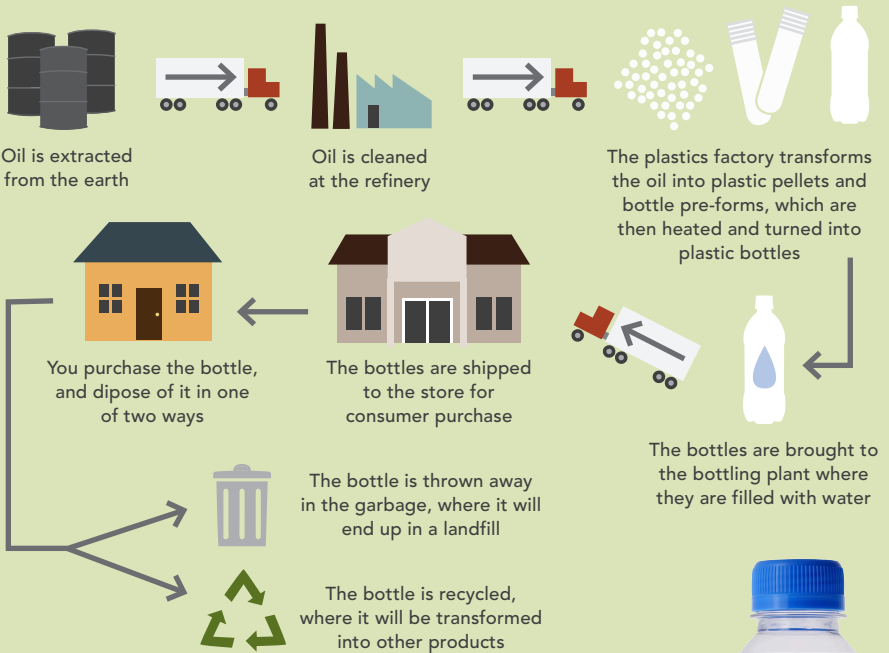 Oil is extracted
from the earth
Oil is cleaned
at the refinery
The plastics factory transforms
the oil into plastic pellets and
bottle pre-forms, which are
then heated and turned into
plastic bottles
The bottles are brought to
the bottling plant where
they are filled with water
The bottles are shipped
to the store for
consumer purchase
You purchase the bottle,
and dispose of it in one
of two ways
The bottle is thrown away
in the garbage, where it will
end up in a landfill
The bottle is recycled,
where it will be transformed
into other products